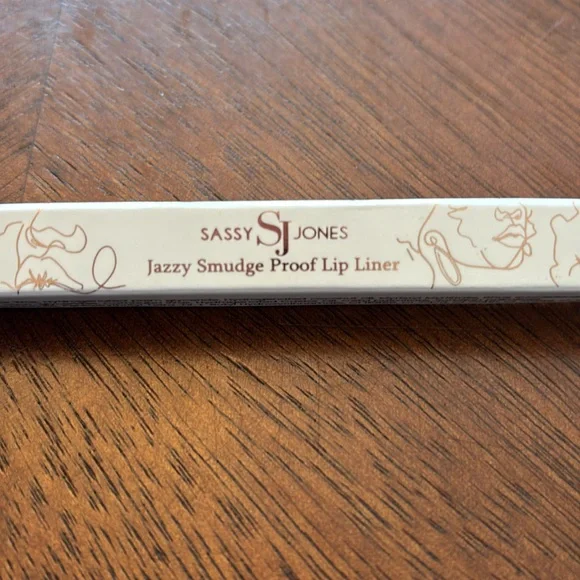 SASSY SJ JONES
Jazzy Smudge Proof Lip Liner